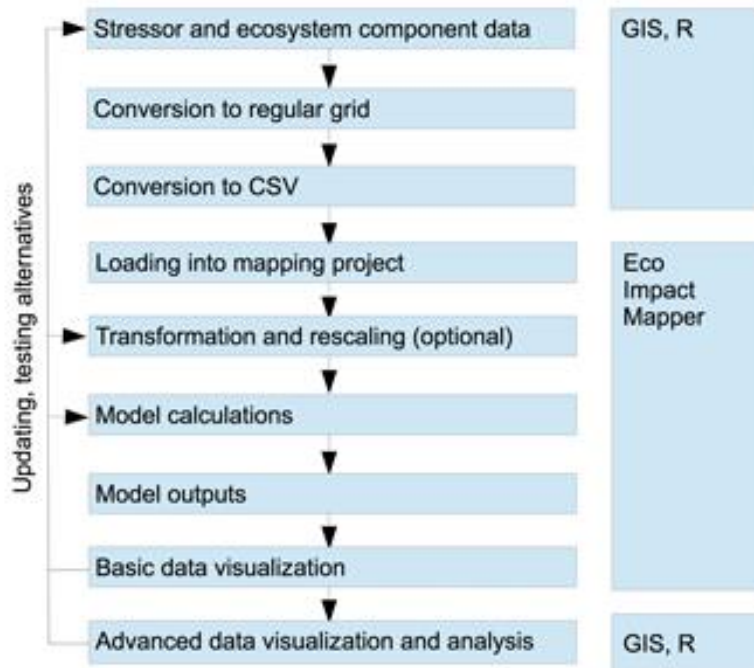 Stressor and ecosystem component data
GIS, R
Conversion to regular grid
Conversion to CSV
Loading into mapping project
Eco
Impact
Mapper
Transformation and rescaling (optional)
Model calculations
Model outputs
Basic data visualization
Advanced data visualization and analysis
GIS, R
Updating, testing alternatives